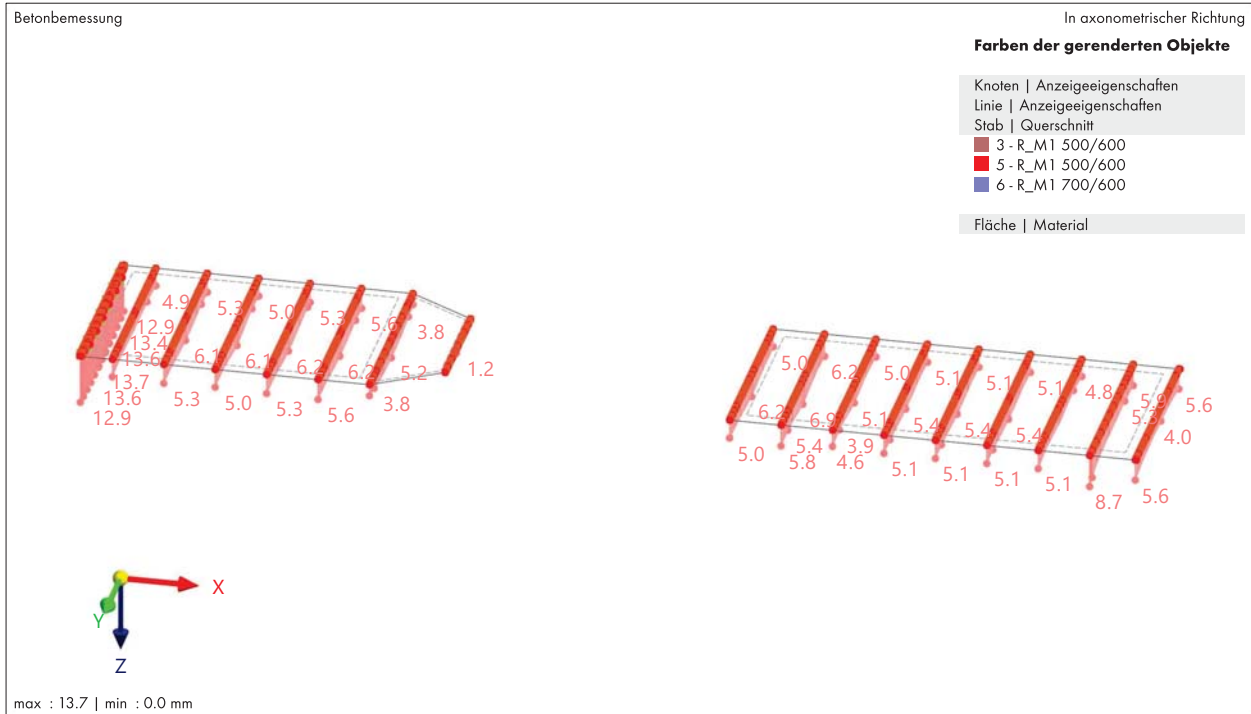 Betonbemessung
In axonometrischer Richtung
Farben der gerenderten Objekte
Knoten | Anzeigeeigenschaften
Linie | Anzeigeeigenschaften
Stab | Querschnitt
3 - R_M1 500/600
5 - R_M1 500/600
6 - R_M1 700/600
Fläche | Material
4.9 5.3 5.0 5.3 5.6 3.8
12.9
13.4
13.6 6.1 6.1 6.2 6.2 5.2 1.2
13.7
13.6 5.3 5.0 5.3 5.6 3.8
12.9
5.0 6.2 5.0 5.1 5.1 5.1 4.8 5.9 5.6
5.3
6.2 6.9 5.1 5.4 5.4 5.4 4.0
5.4 3.9
5.0 5.8 4.6 5.1 5.1 5.1 5.1 8.7 5.6
X
Y
Z
max : 13.7 | min : 0.0 mm